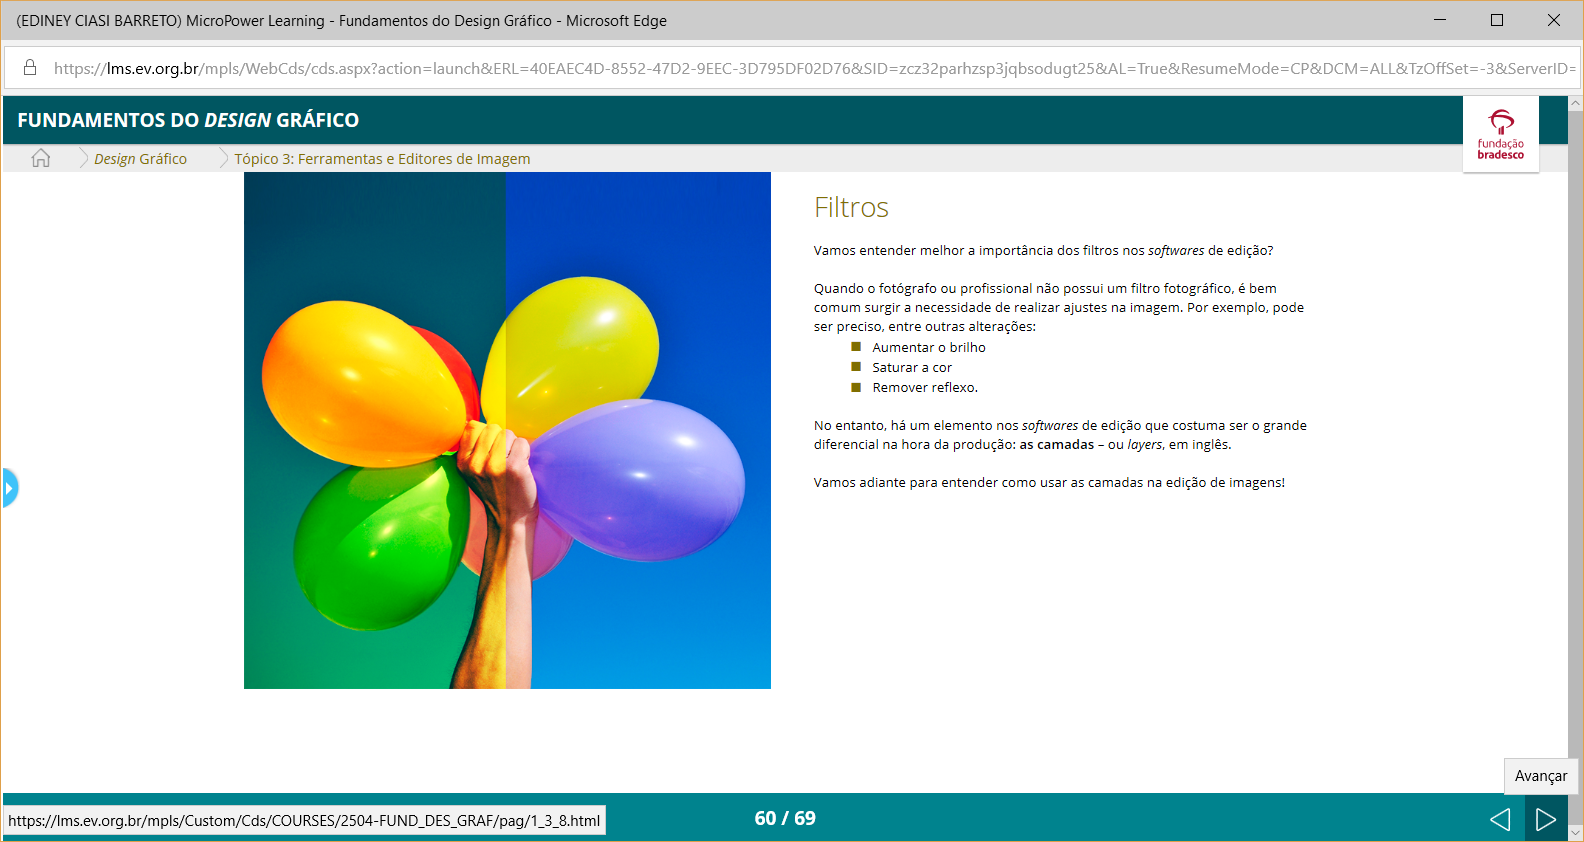 (EDINEY CIASI BARRETO) MicroPower Learning - Fundamentos do Design Gráfico - Microsoft Edge
https://lms.ev.org.br/mpls/WebCds/cds.aspx?action=launch&ERL=40EAEC4D-8552-47D2-9EEC-3D795DF02D76&SID=zcz32parhzsp3jqbsodugt25&AL=True&ResumeMode=CP&DCM=ALL&TzOffSet=-3&ServerID=
FUNDAMENTOS DO DESIGN GRÁFICO
fundação
bradesco
Design Gráfico
Tópico 3: Ferramentas e Editores de Imagem
Filtros
Vamos entender melhor a importância dos filtros nos softwares de edição?
Quando o fotógrafo ou profissional não possui um filtro fotográfico, é bem
comum surgir a necessidade de realizar ajustes na imagem. Por exemplo, pode
ser preciso, entre outras alterações:
Aumentar o brilho
Saturar a cor
Remover reflexo.
No entanto, há um elemento nos softwares de edição que costuma ser o grande
diferencial na hora da produção: as camadas – ou layers, em inglês.
Vamos adiante para entender como usar as camadas na edição de imagens!
Avançar
https://lms.ev.org.br/mpls/Custom/Cds/COURSES/2504-FUND_DES_GRAF/pag/1_3_8.html
60 / 69